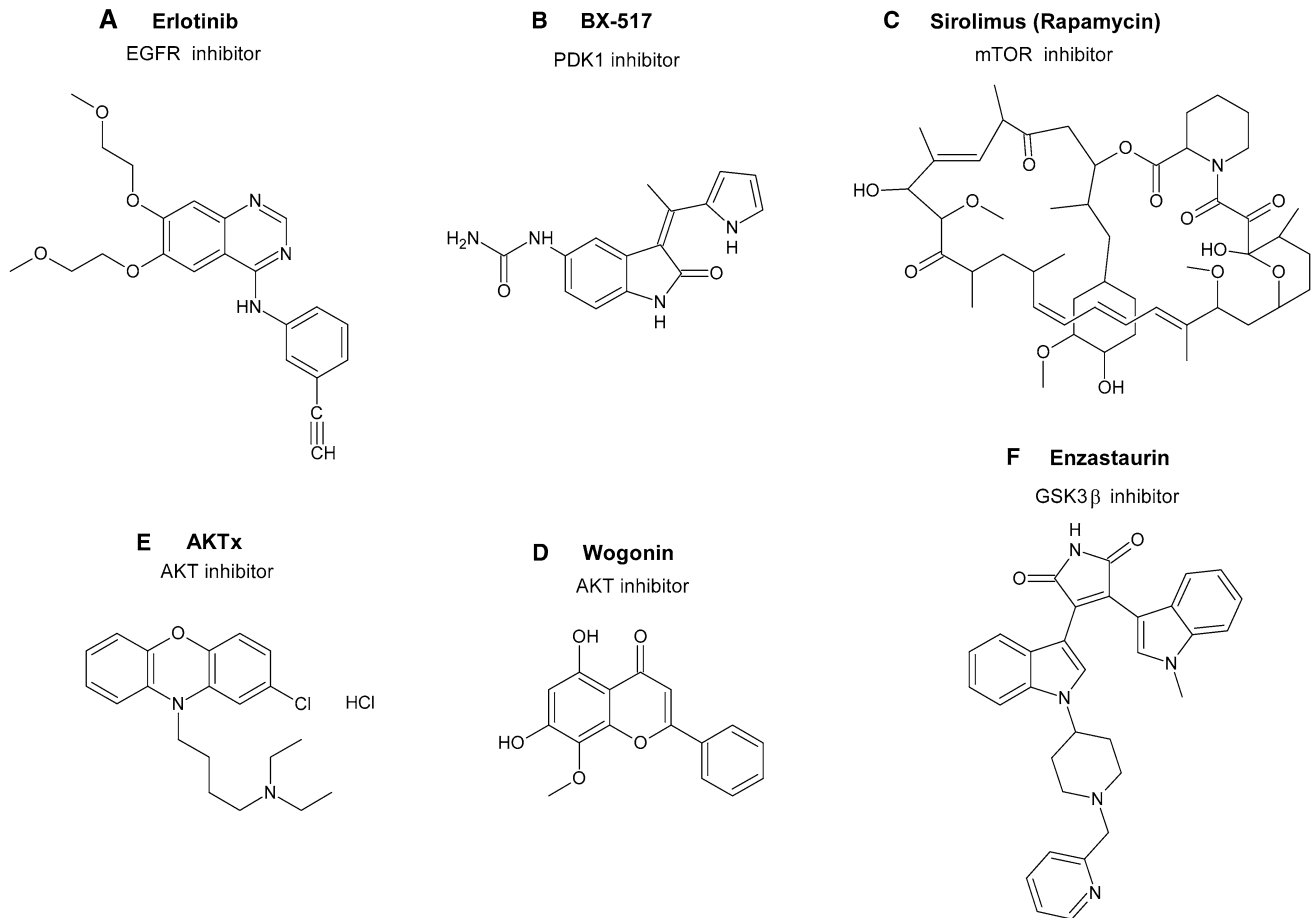 A Erlotinib
EGFR inhibitor
O
O
N
O
O
N
HN
C
CH
B BX-517
PDK1 inhibitor
H2N
NH
N
H
O
O
N
H
C Sirolimus (Rapamycin)
mTOR inhibitor
O
O
N
HO
O
O
O
O
O
HO
O
O
O
O
OH
E AKTx
AKT inhibitor
O
Cl
HCl
N
N
D Wogonin
AKT inhibitor
OH
O
HO
O
O
F Enzastaurin
GSK3β inhibitor
H
N
O
O
N
N
N
N